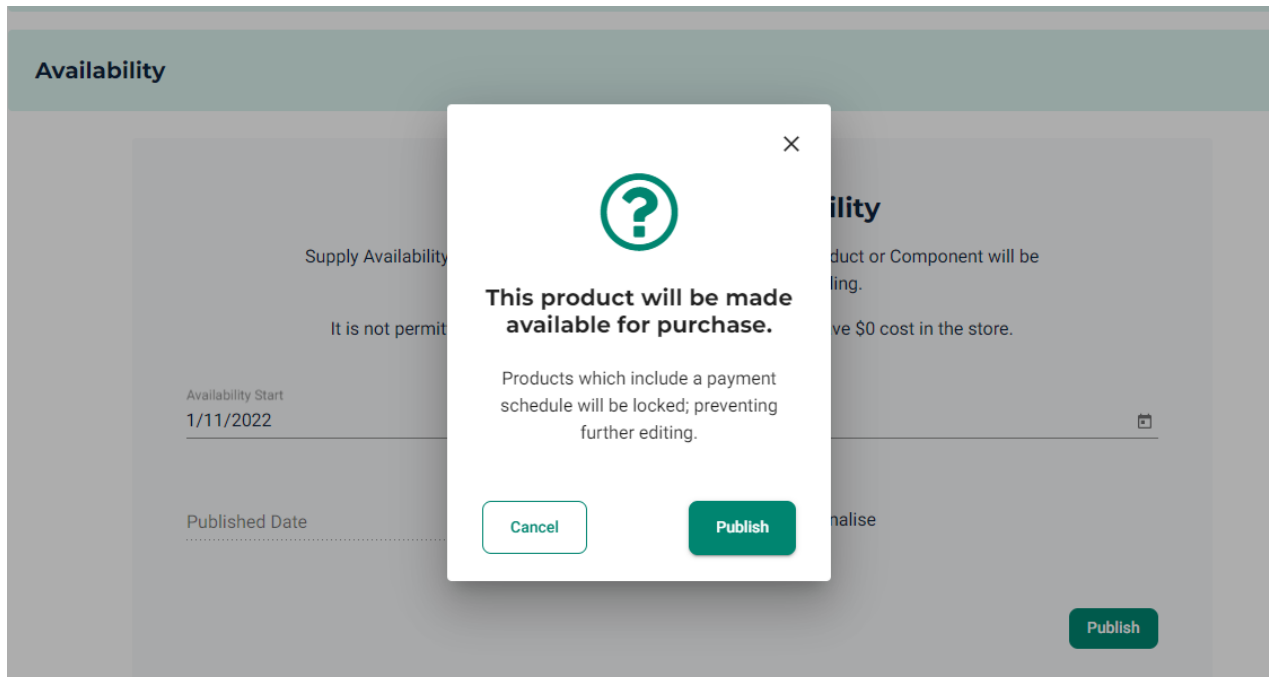 Availability
ility
Supply Availability
duct or Component will be
ling.
It is not permit
ve $0 cost in the store.
This product will be made
available for purchase.
Products which include a payment
schedule will be locked; preventing
further editing.
Availability Start
1/11/2022
Published Date
nalise
Cancel
Publish
Publish